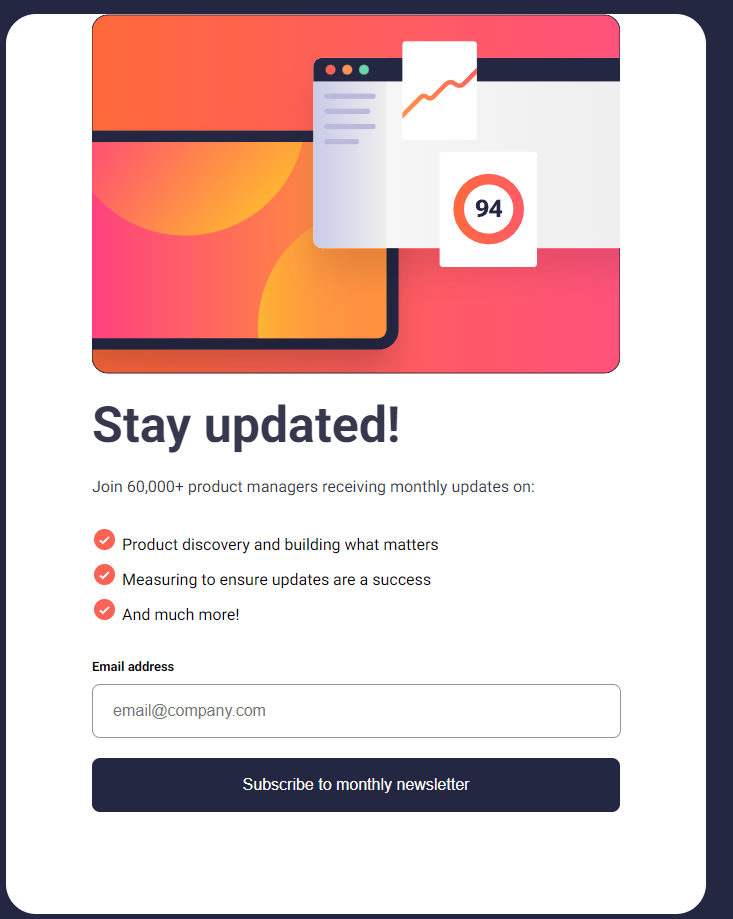 94
Stay updated!
Join 60,000+ product managers receiving monthly updates on:
Product discovery and building what matters
Measuring to ensure updates are a success
And much more!
Email address
email@company.com
Subscribe to monthly newsletter